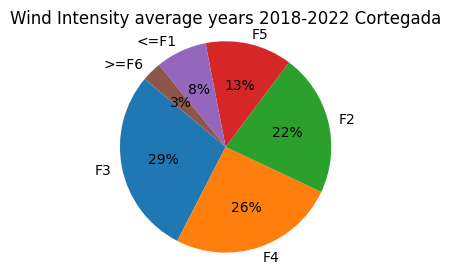 Wind Intensity average years 2018-2022 Cortegada
<=F1
F5
>=F6
8%
13%
3%
F2
22%
F3
29%
26%
F4